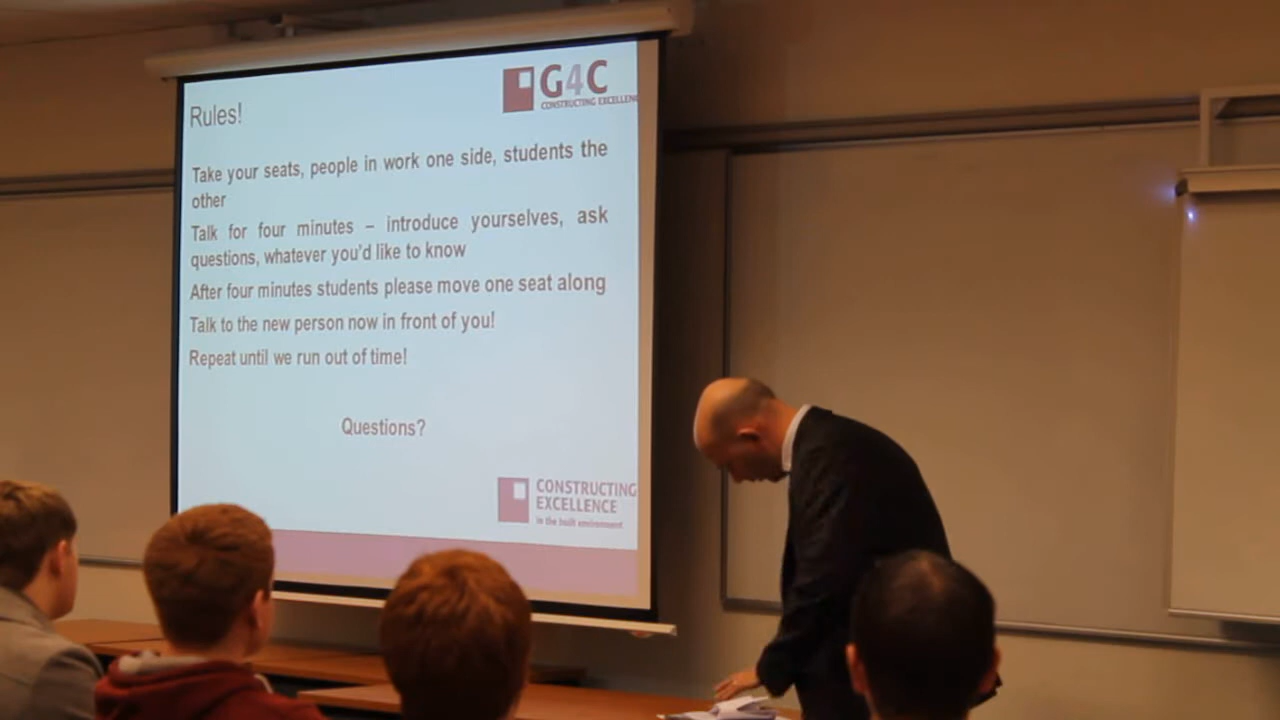 G4C
CONSTRUCTING EXCELLENC
Rules!
Take your seats, people in work one side, students the
other
Talk for four minutes – introduce yourselves, ask
questions, whatever you'd like to know
After four minutes students please move one seat along
Talk to the new person now in front of you!
Repeat until we run out of time!
Questions?
CONSTRUCTING
EXCELLENCE
in the built environment